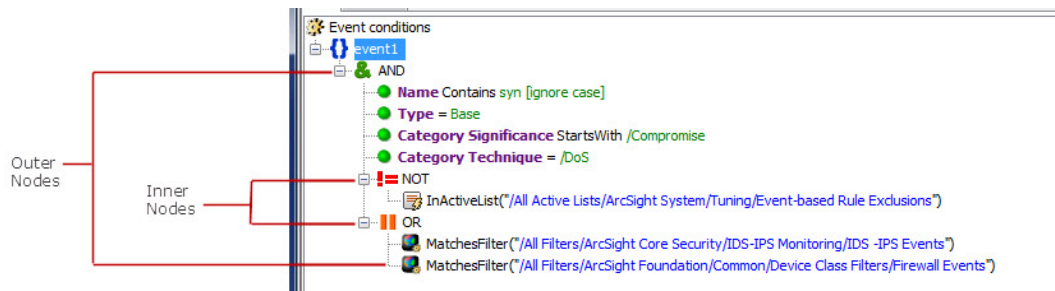 Event conditions
event1
AND
Name Contains syn [ignore case]
Type = Base
Category Significance StartsWith /Compromise
Category Technique = /DoS
Outer
Nodes
Inner
Nodes
!= NOT
InActiveList("/All Active Lists/ArcSight System/Tuning/Event-based Rule Exclusions")
OR
MatchesFilter("/All Filters/ArcSight Core Security/IDS-IPS Monitoring/IDS -IPS Events")
MatchesFilter("/All Filters/ArcSight Foundation/Common/Device Class Filters/Firewall Events")